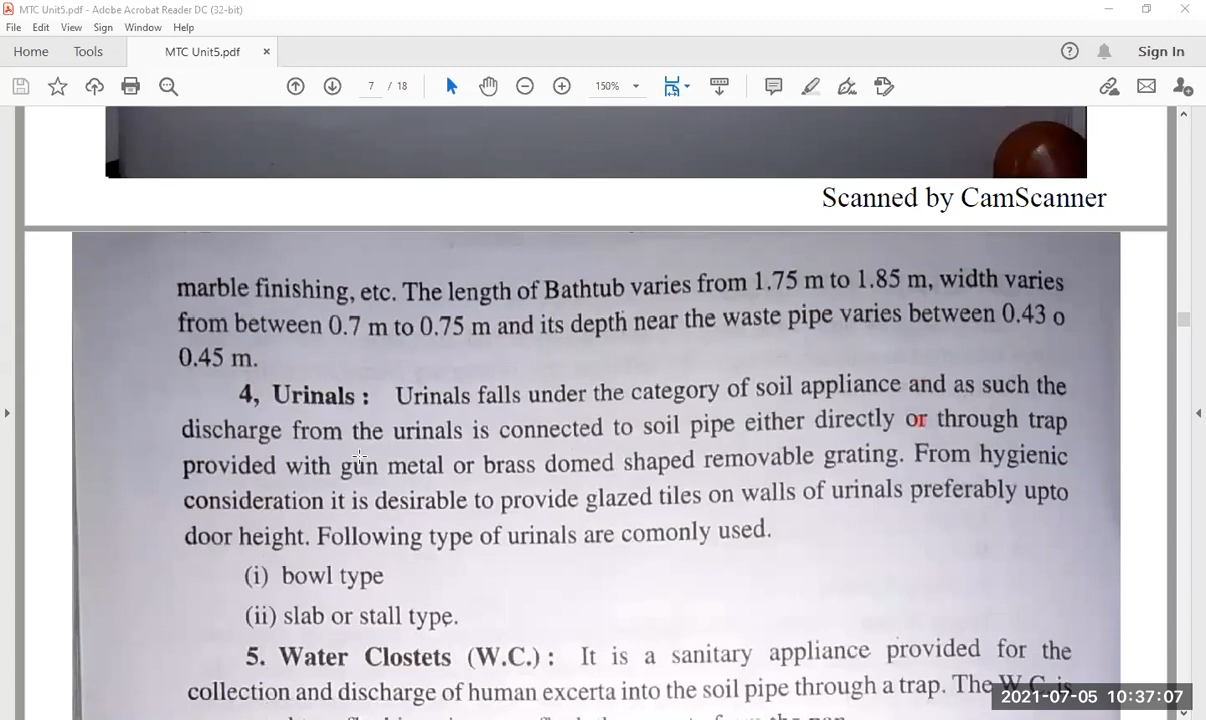 MTC Unit5.pdf - Adobe Acrobat Reader DC (32-bit)
File Edit View Sign Window Help
Home Tools MTC Unit5.pdf × Sign In
7 / 18 150%
Scanned by CamScanner
marble finishing, etc. The length of Bathtub varies from 1.75 m to 1.85 m, width varies
from between 0.7 m to 0.75 m and its depth near the waste pipe varies between 0.43 o
0.45 m.
4, Urinals : Urinals falls under the category of soil appliance and as such the
discharge from the urinals is connected to soil pipe either directly or through trap
provided with gun metal or brass domed shaped removable grating. From hygienic
consideration it is desirable to provide glazed tiles on walls of urinals preferably upto
door height. Following type of urinals are comonly used.
(i) bowl type
(ii) slab or stall type.
5. Water Clostets (W.C.) : It is a sanitary appliance provided for the
collection and discharge of human excerta into the soil pipe through a trap. The W.C. is
2021-07-05 10:37:07